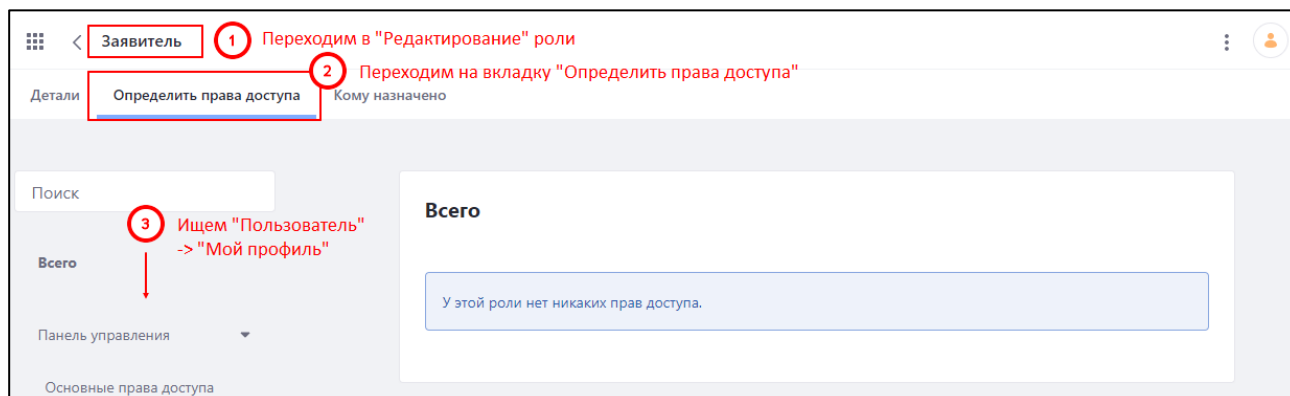 Заявитель
1 Переходим в "Редактирование" роли
2 Переходим на вкладку "Определить права доступа"
Детали Определить права доступа Кому назначено
Поиск
Всего
3 Ищем "Пользователь"
-> "Мой профиль"
Всего
У этой роли нет никаких прав доступа.
Панель управления
Основные права доступа